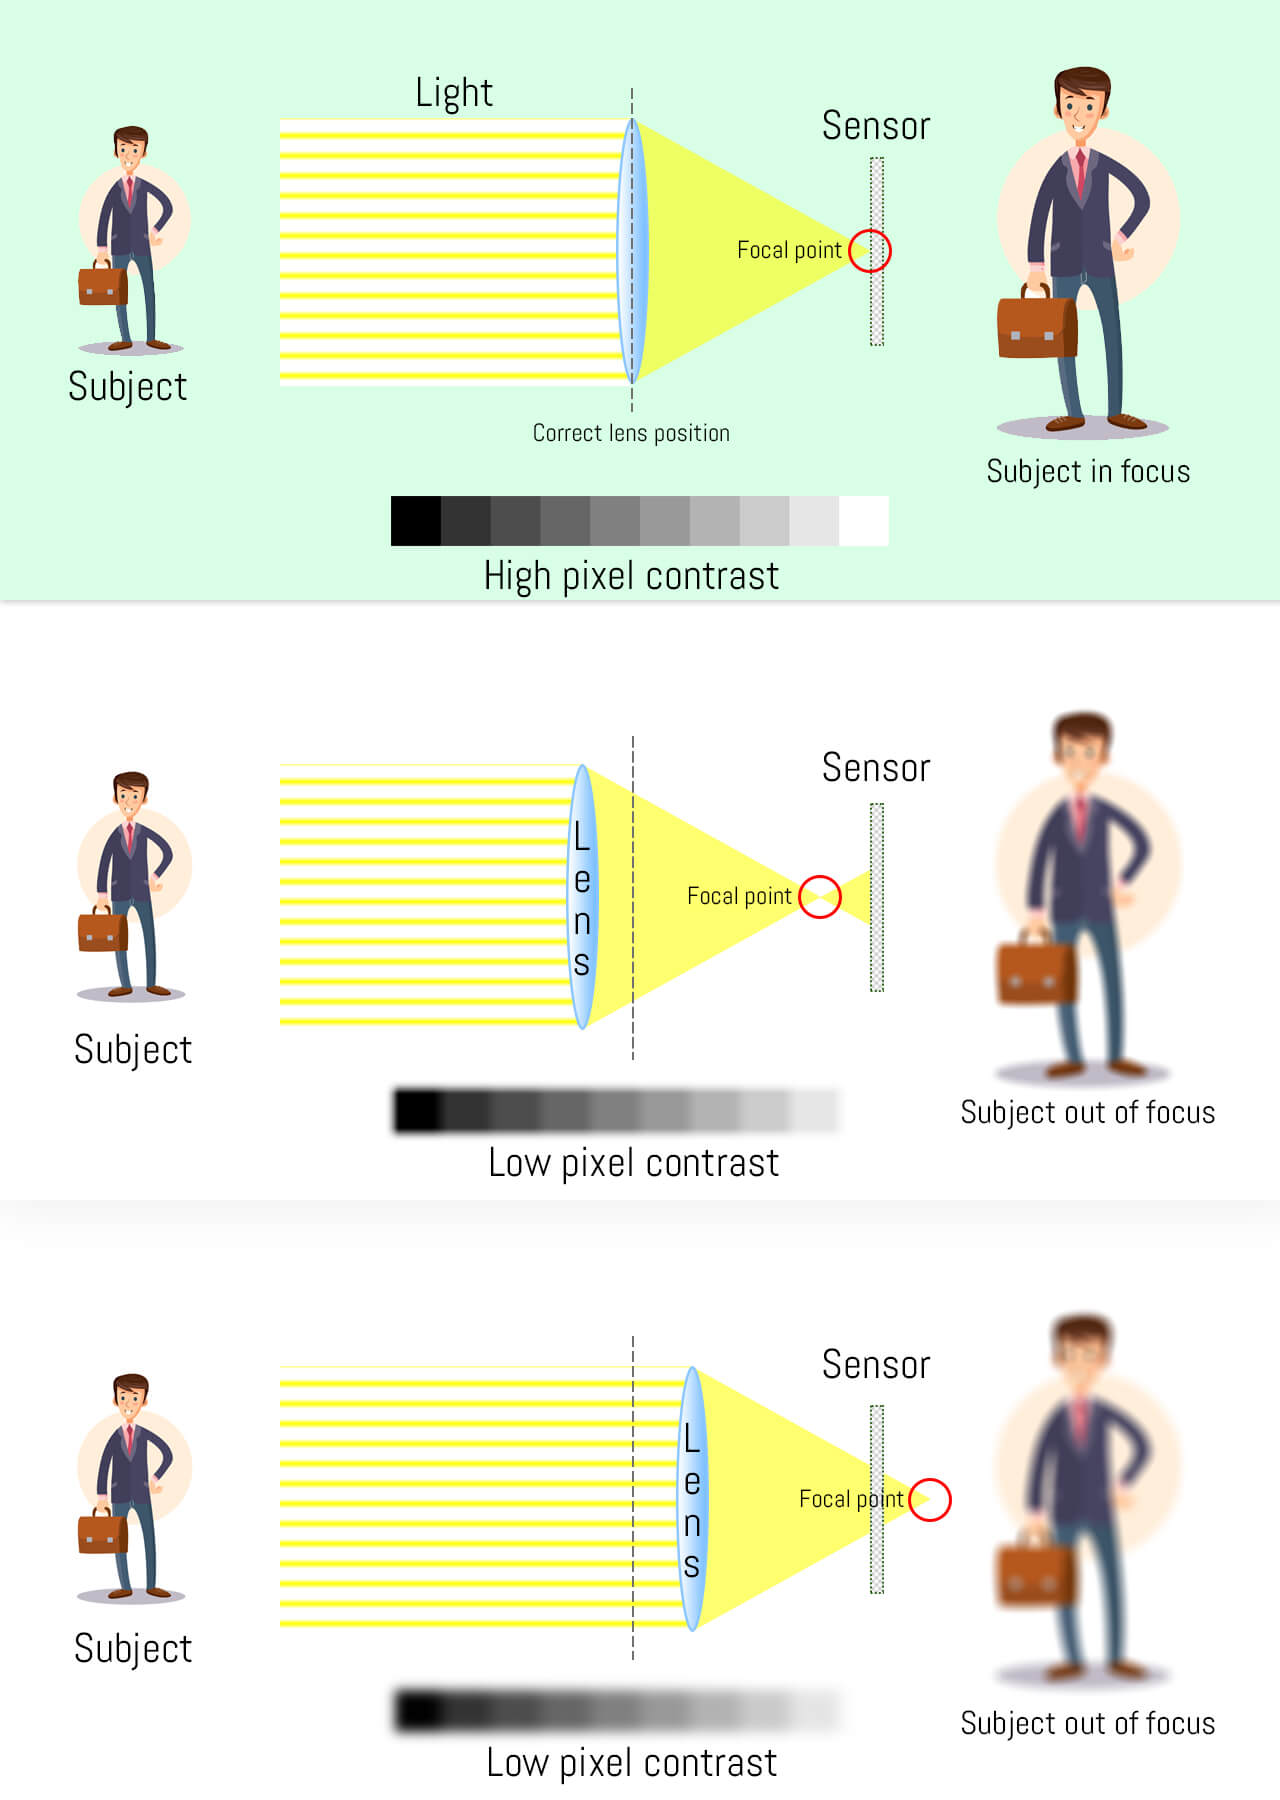 Light
Sensor
Focal point
Subject
Correct lens position
Subject in focus
High pixel contrast
Sensor
Lens
Focal point
Subject
Subject out of focus
Low pixel contrast
Sensor
Lens
Focal point
Subject
Subject out of focus
Low pixel contrast